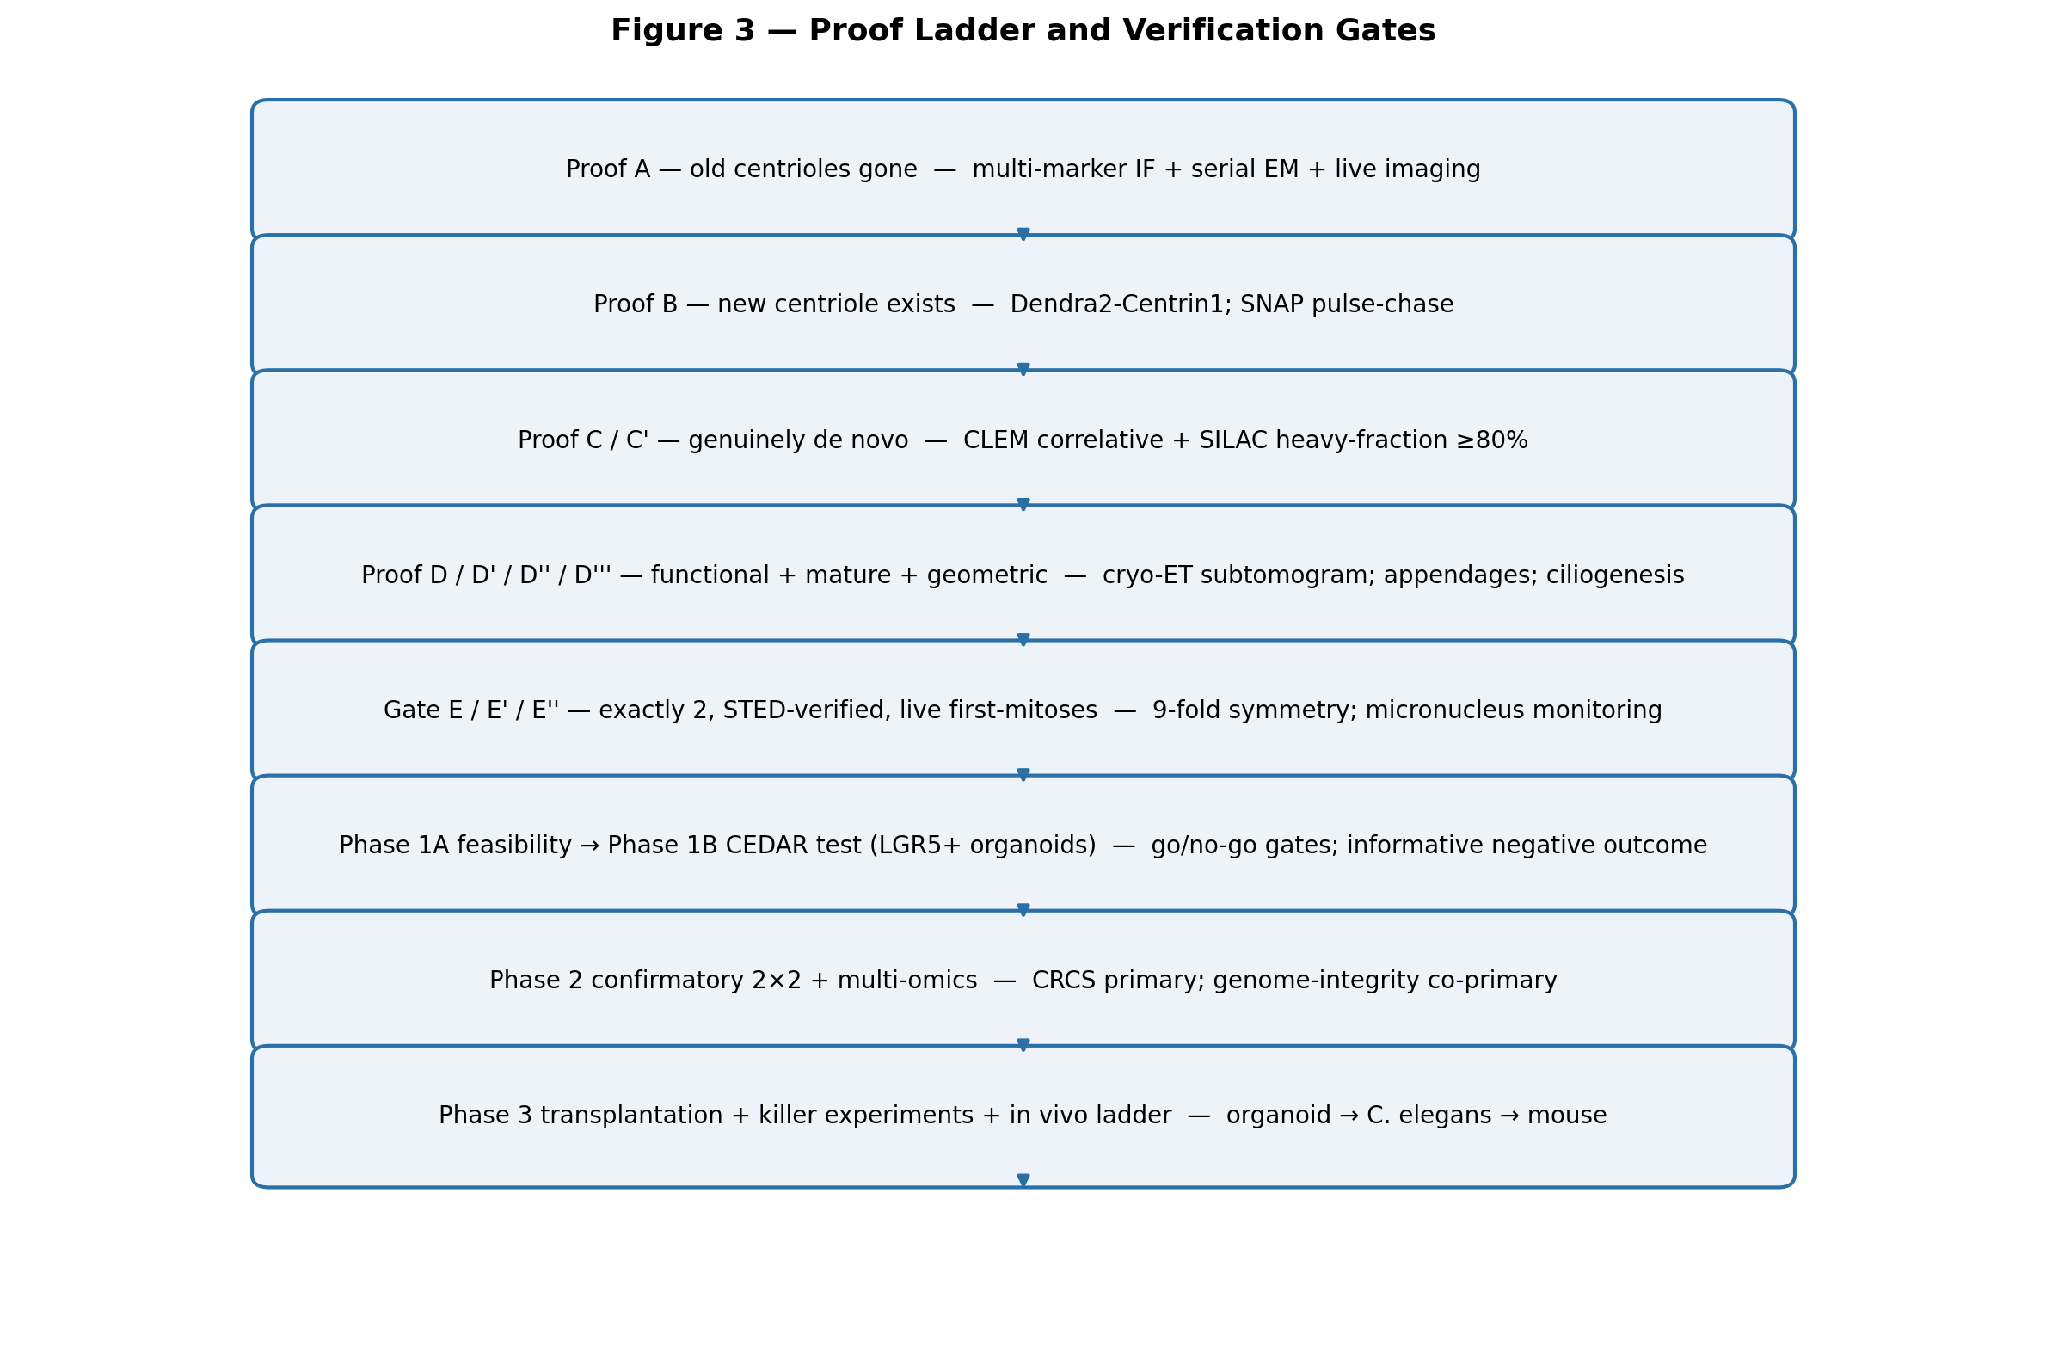 Figure 3 — Proof Ladder and Verification Gates
Proof A — old centrioles gone — multi-marker IF + serial EM + live imaging
Proof B — new centriole exists — Dendra2-Centrin1; SNAP pulse-chase
Proof C / C' — genuinely de novo — CLEM correlative + SILAC heavy-fraction ≥80%
Proof D / D' / D'' / D''' — functional + mature + geometric — cryo-ET subtomogram; appendages; ciliogenesis
Gate E / E' / E'' — exactly 2, STED-verified, live first-mitoses — 9-fold symmetry; micronucleus monitoring
Phase 1A feasibility → Phase 1B CEDAR test (LGR5+ organoids) — go/no-go gates; informative negative outcome
Phase 2 confirmatory 2×2 + multi-omics — CRCS primary; genome-integrity co-primary
Phase 3 transplantation + killer experiments + in vivo ladder — organoid → C. elegans → mouse